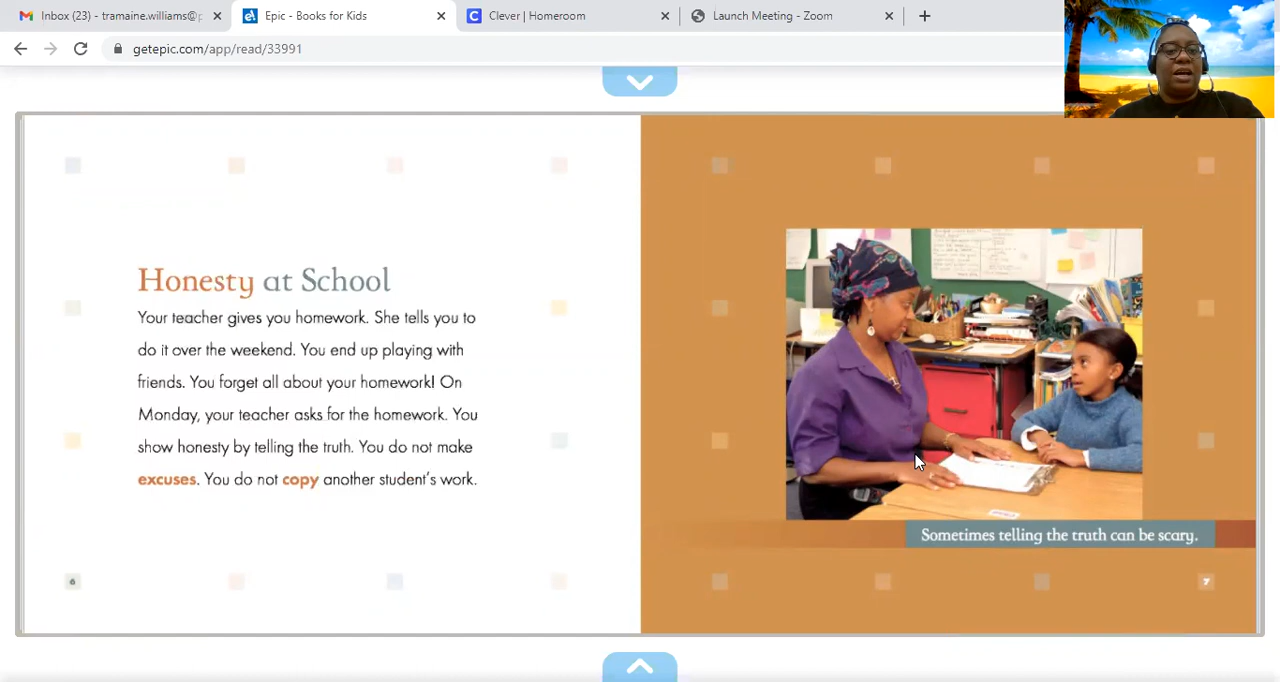 Inbox (23) - tramaine.williams@p
Epic - Books for Kids
Clever | Homeroom
Launch Meeting - Zoom
getepic.com/app/read/33991
Honesty at School
Your teacher gives you homework. She tells you to
do it over the weekend. You end up playing with
friends. You forget all about your homework! On
Monday, your teacher asks for the homework. You
show honesty by telling the truth. You do not make
excuses. You do not copy another student's work.
6
Sometimes telling the truth can be scary.
7